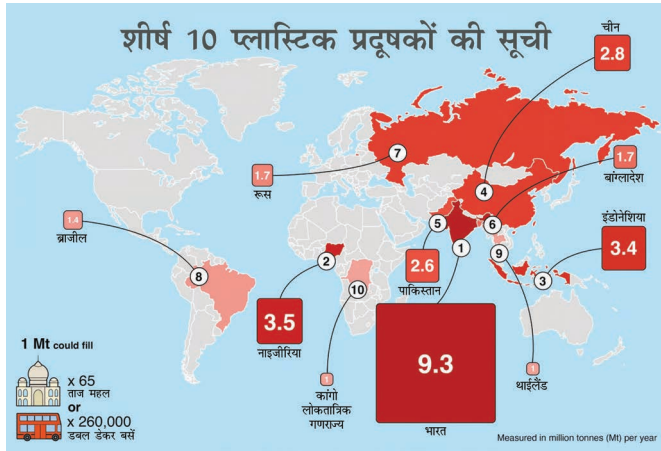 शीर्ष 10 प्लास्टिक प्रदूषकों की सूची
चीन
2.8
7
1.7
रूस
4
1.7
बांग्लादेश
1.4
ब्राजील
8
2
5
6
1
9
3
इंडोनेशिया
3.4
2.6
पाकिस्तान
10
3.5
नाइजीरिया
9.3
भारत
1
कांगो
लोकतात्रिक
गणराज्य
1
थाईलैंड
1 Mt could fill
x 65
ताज महल
or
x 260,000
डबल डेकर बसें
Measured in million tonnes (Mt) per year